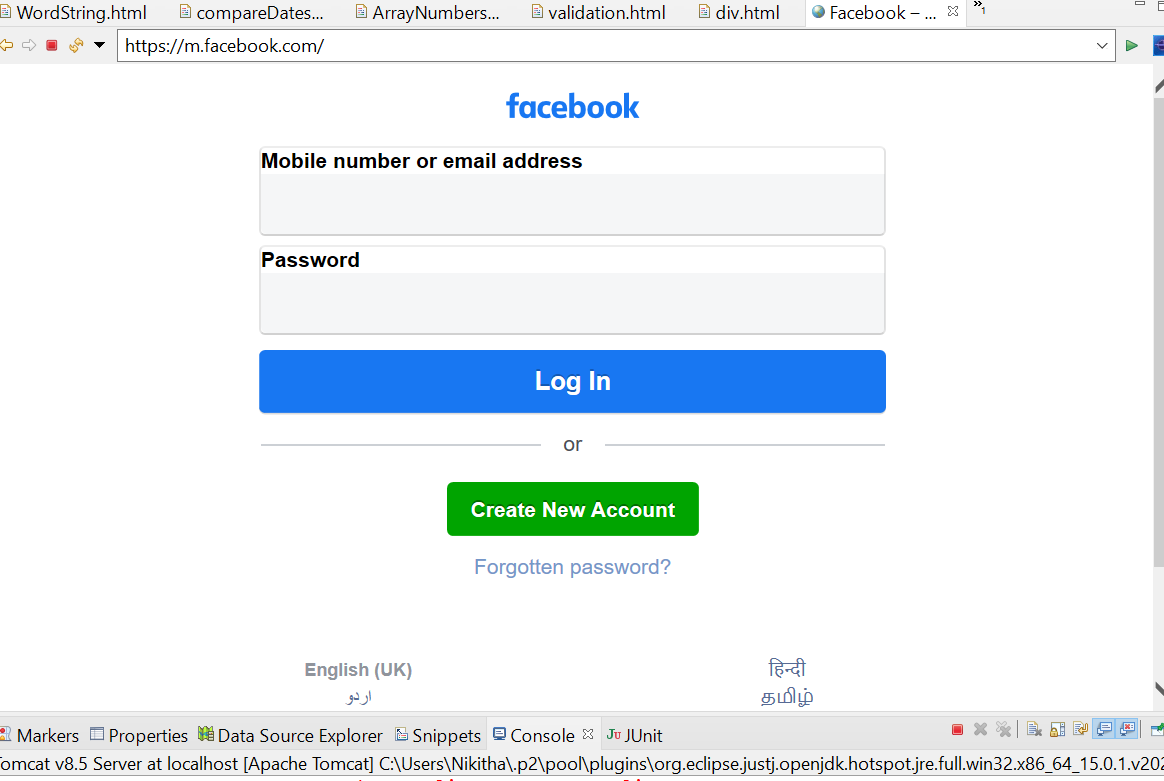 WordString.html compareDates... ArrayNumbers... validation.html div.html Facebook – ... »1
https://m.facebook.com/
facebook
Mobile number or email address
Password
Log In
or
Create New Account
Forgotten password?
English (UK) हिन्दी
اردو தமிழ்
Markers Properties Data Source Explorer Snippets Console JUnit
Tomcat v8.5 Server at localhost [Apache Tomcat] C:\Users\Nikitha\.p2\pool\plugins\org.eclipse.justj.openjdk.hotspot.jre.full.win32.x86_64_15.0.1.v202